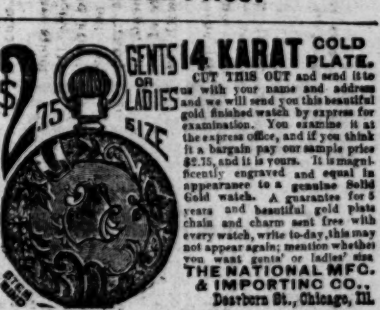 $2.75
GENTS
OR
LADIES
SIZE
STEM
WIND
14 KARAT GOLD
PLATE.
CUT THIS OUT and send it to
us with your name and address
and we will send you this beautiful
gold finished watch by express for
examination. You examine it at
the express office, and if you think
it a bargain pay our sample price
$2.75, and it is yours. It is magni-
ficently engraved and equal in
appearance to a genuine Solid
Gold watch. A guarantee for 5
years and beautiful gold plate
chain and charm sent free with
every watch, write to-day, this may
not appear again; mention whether
you want gents' or ladies' size
THE NATIONAL MFG.
& IMPORTING CO.,
Dearborn St., Chicago, Ill.